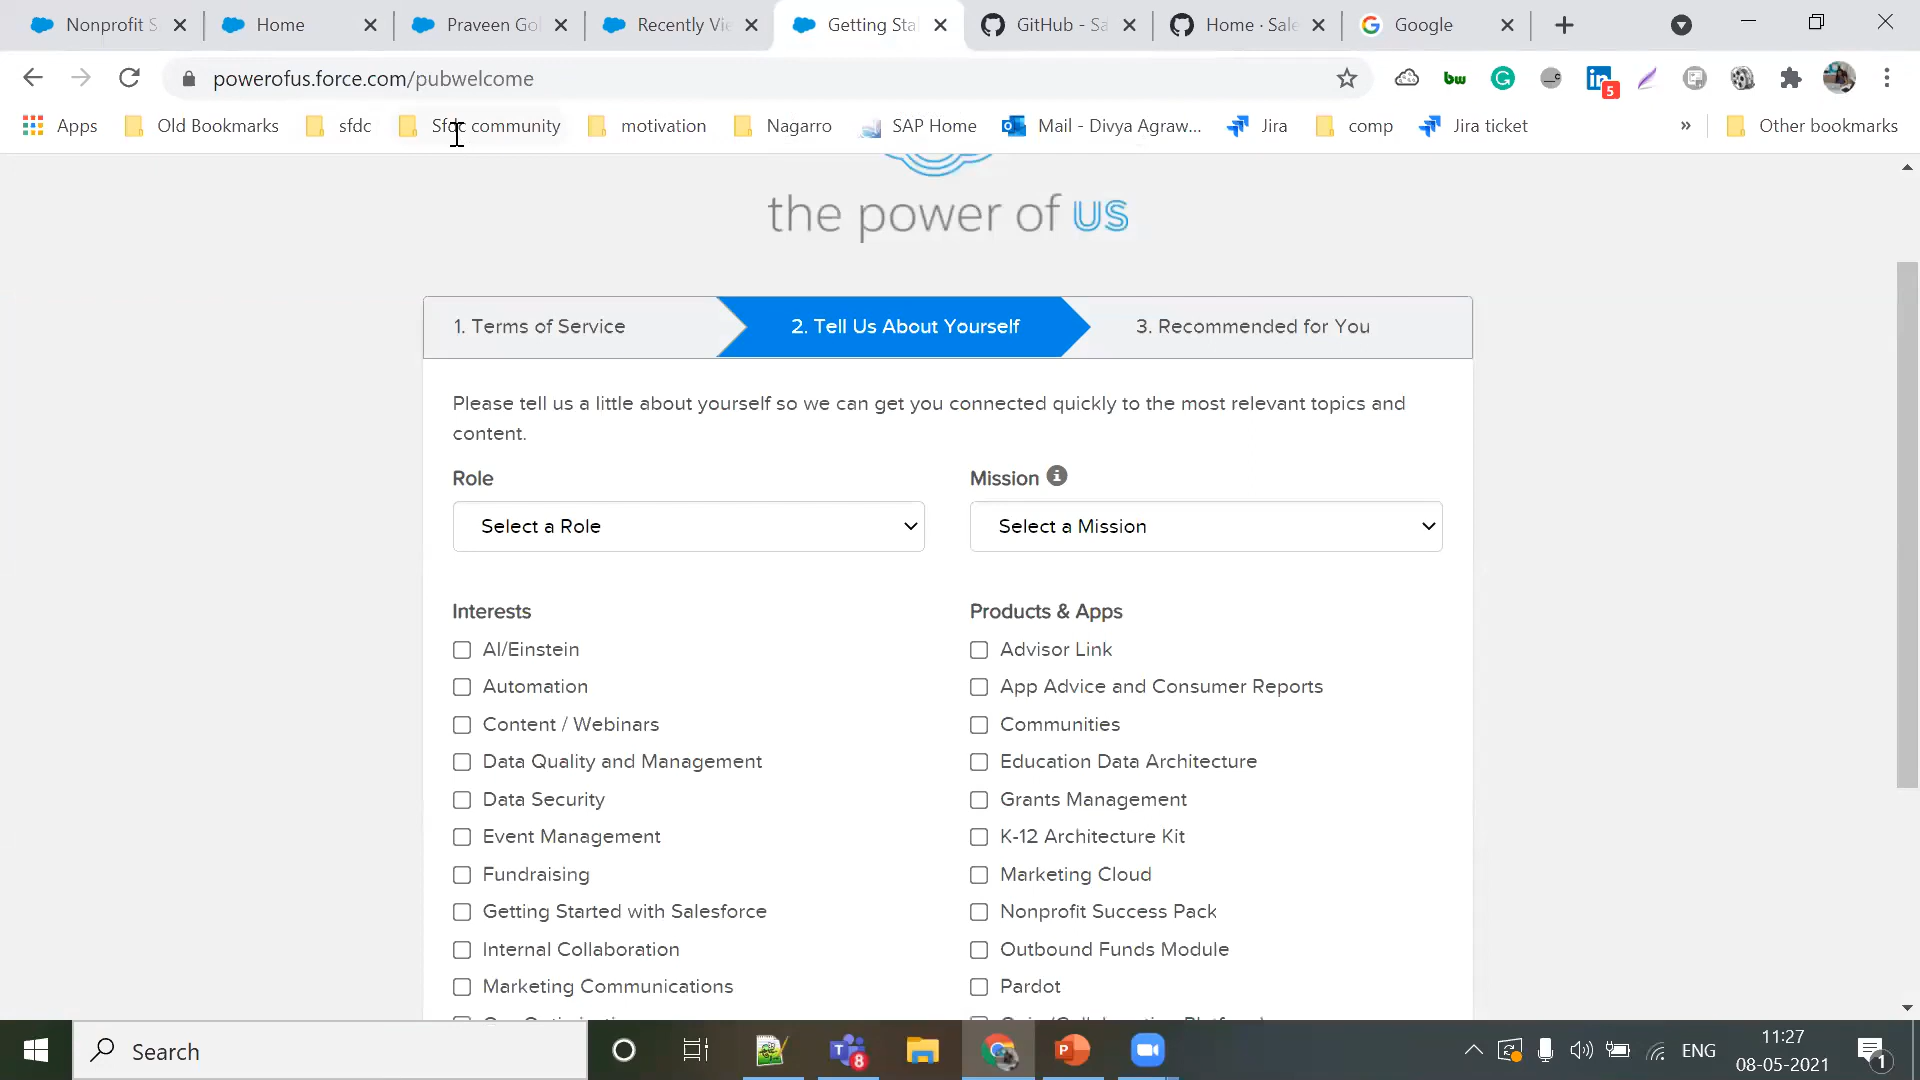 Nonprofit S
Home
Praveen Gol
Recently Vie
Getting Sta
GitHub - Sa
Home · Sale
Google
powerofus.force.com/pubwelcome
bw
5
Apps
Old Bookmarks
sfdc
Sfdc community
motivation
Nagarro
SAP Home
Mail - Divya Agraw...
Jira
comp
Jira ticket
»
Other bookmarks
the power of us
1. Terms of Service
2. Tell Us About Yourself
3. Recommended for You
Please tell us a little about yourself so we can get you connected quickly to the most relevant topics and
content.
Role
Mission
Select a Role
Select a Mission
Interests
Products & Apps
AI/Einstein
Advisor Link
Automation
App Advice and Consumer Reports
Content / Webinars
Communities
Data Quality and Management
Education Data Architecture
Data Security
Grants Management
Event Management
K-12 Architecture Kit
Fundraising
Marketing Cloud
Getting Started with Salesforce
Nonprofit Success Pack
Internal Collaboration
Outbound Funds Module
Marketing Communications
Pardot
Search
8
ENG
11:27
08-05-2021
1